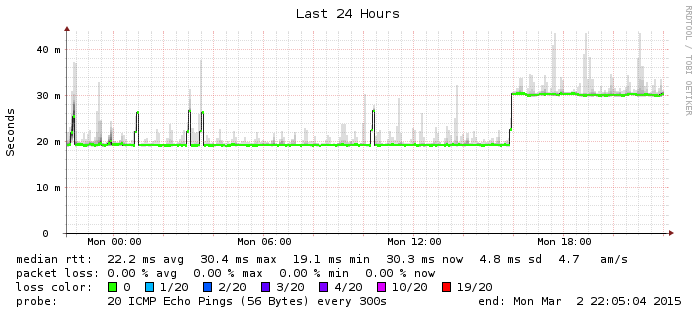 Last 24 Hours
RRDTOOL / TOBI OETIKER
Seconds
40 m
30 m
20 m
10 m
0
Mon 00:00 Mon 06:00 Mon 12:00 Mon 18:00
median rtt: 22.2 ms avg 30.4 ms max 19.1 ms min 30.3 ms now 4.8 ms sd 4.7 am/s
packet loss: 0.00 % avg 0.00 % max 0.00 % min 0.00 % now
loss color: 0 1/20 2/20 3/20 4/20 10/20 19/20
probe: 20 ICMP Echo Pings (56 Bytes) every 300s end: Mon Mar 2 22:05:04 2015